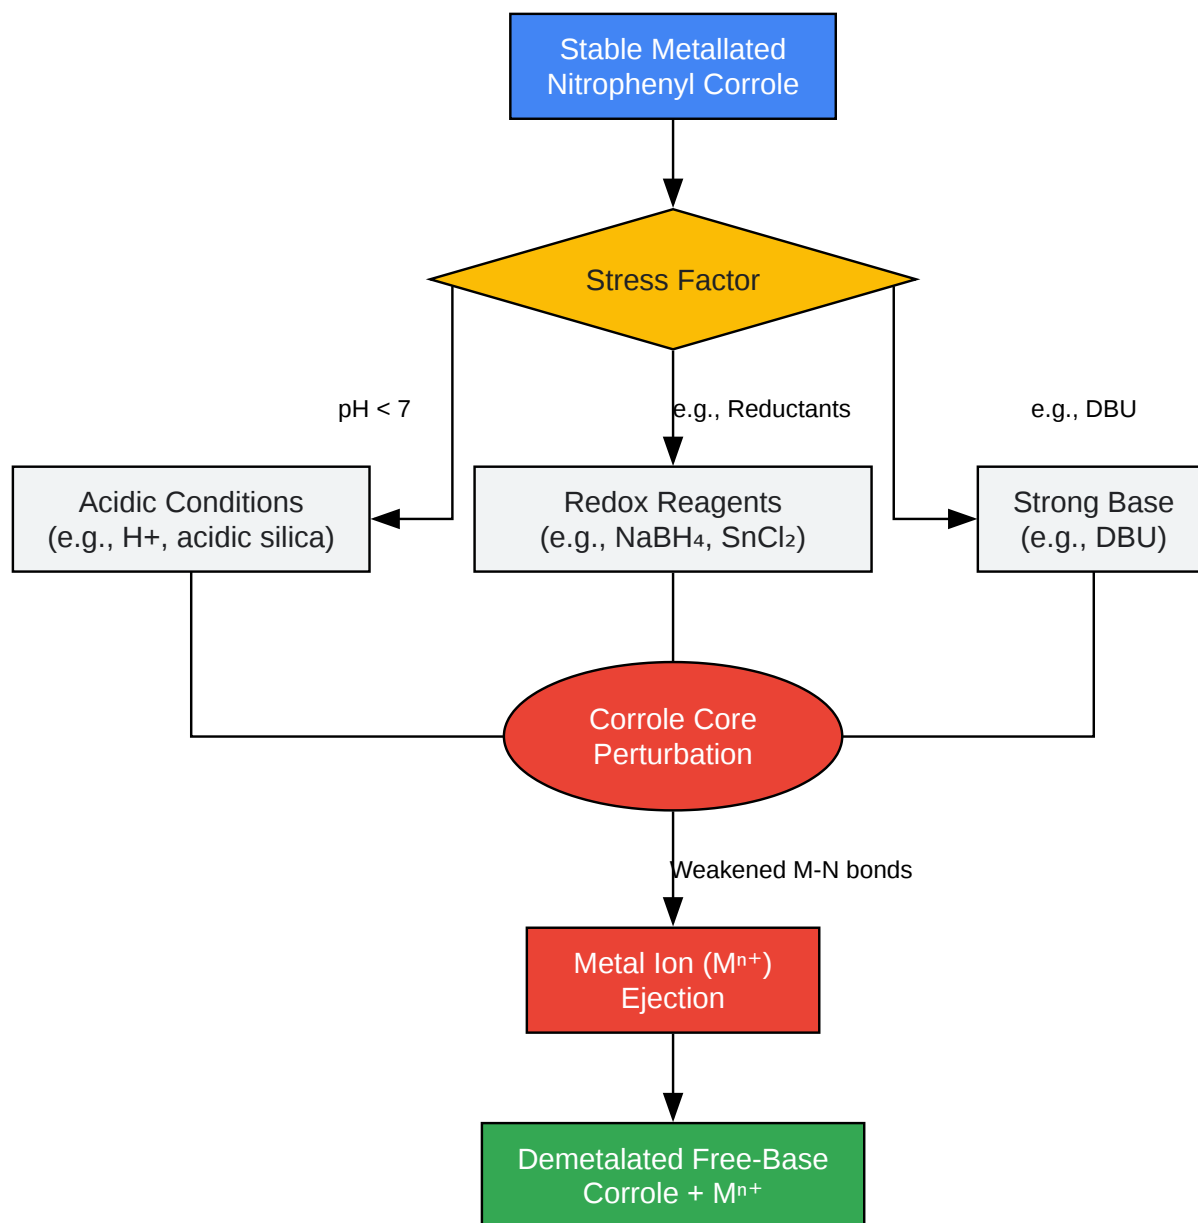 Stable Metallated
Nitrophenyl Corrole
Stress Factor
pH < 7
e.g., Reductants
e.g., DBU
Acidic Conditions
(e.g., H+, acidic silica)
Redox Reagents
(e.g., NaBH₄, SnCl₂)
Strong Base
(e.g., DBU)
Corrole Core
Perturbation
Weakened M-N bonds
Metal Ion (Mⁿ⁺)
Ejection
Demetalated Free-Base
Corrole + Mⁿ⁺